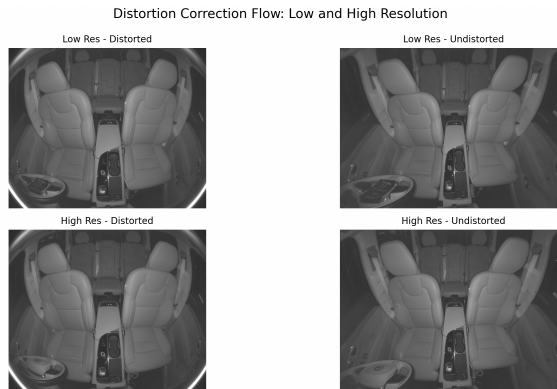 Distortion Correction Flow: Low and High Resolution
Low Res - Distorted
Low Res - Undistorted
High Res - Distorted
High Res - Undistorted